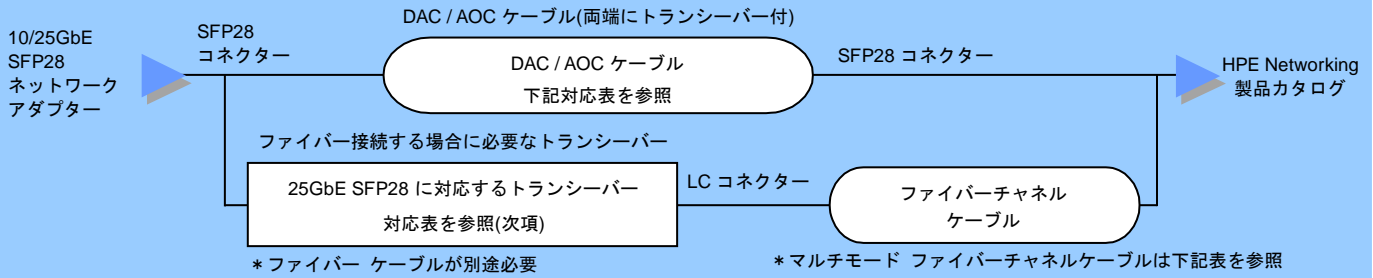 DAC / AOC ケーブル(両端にトランシーバー付)
10/25GbE
SFP28
ネットワーク
アダプター
SFP28
コネクター
DAC / AOC ケーブル
下記対応表を参照
SFP28 コネクター
HPE Networking
製品カタログ
ファイバー接続する場合に必要なトランシーバー
25GbE SFP28 に対応するトランシーバー
対応表を参照(次項)
LC コネクター
ファイバーチャネル
ケーブル
*ファイバー ケーブルが別途必要
*マルチモード ファイバーチャネルケーブルは下記表を参照